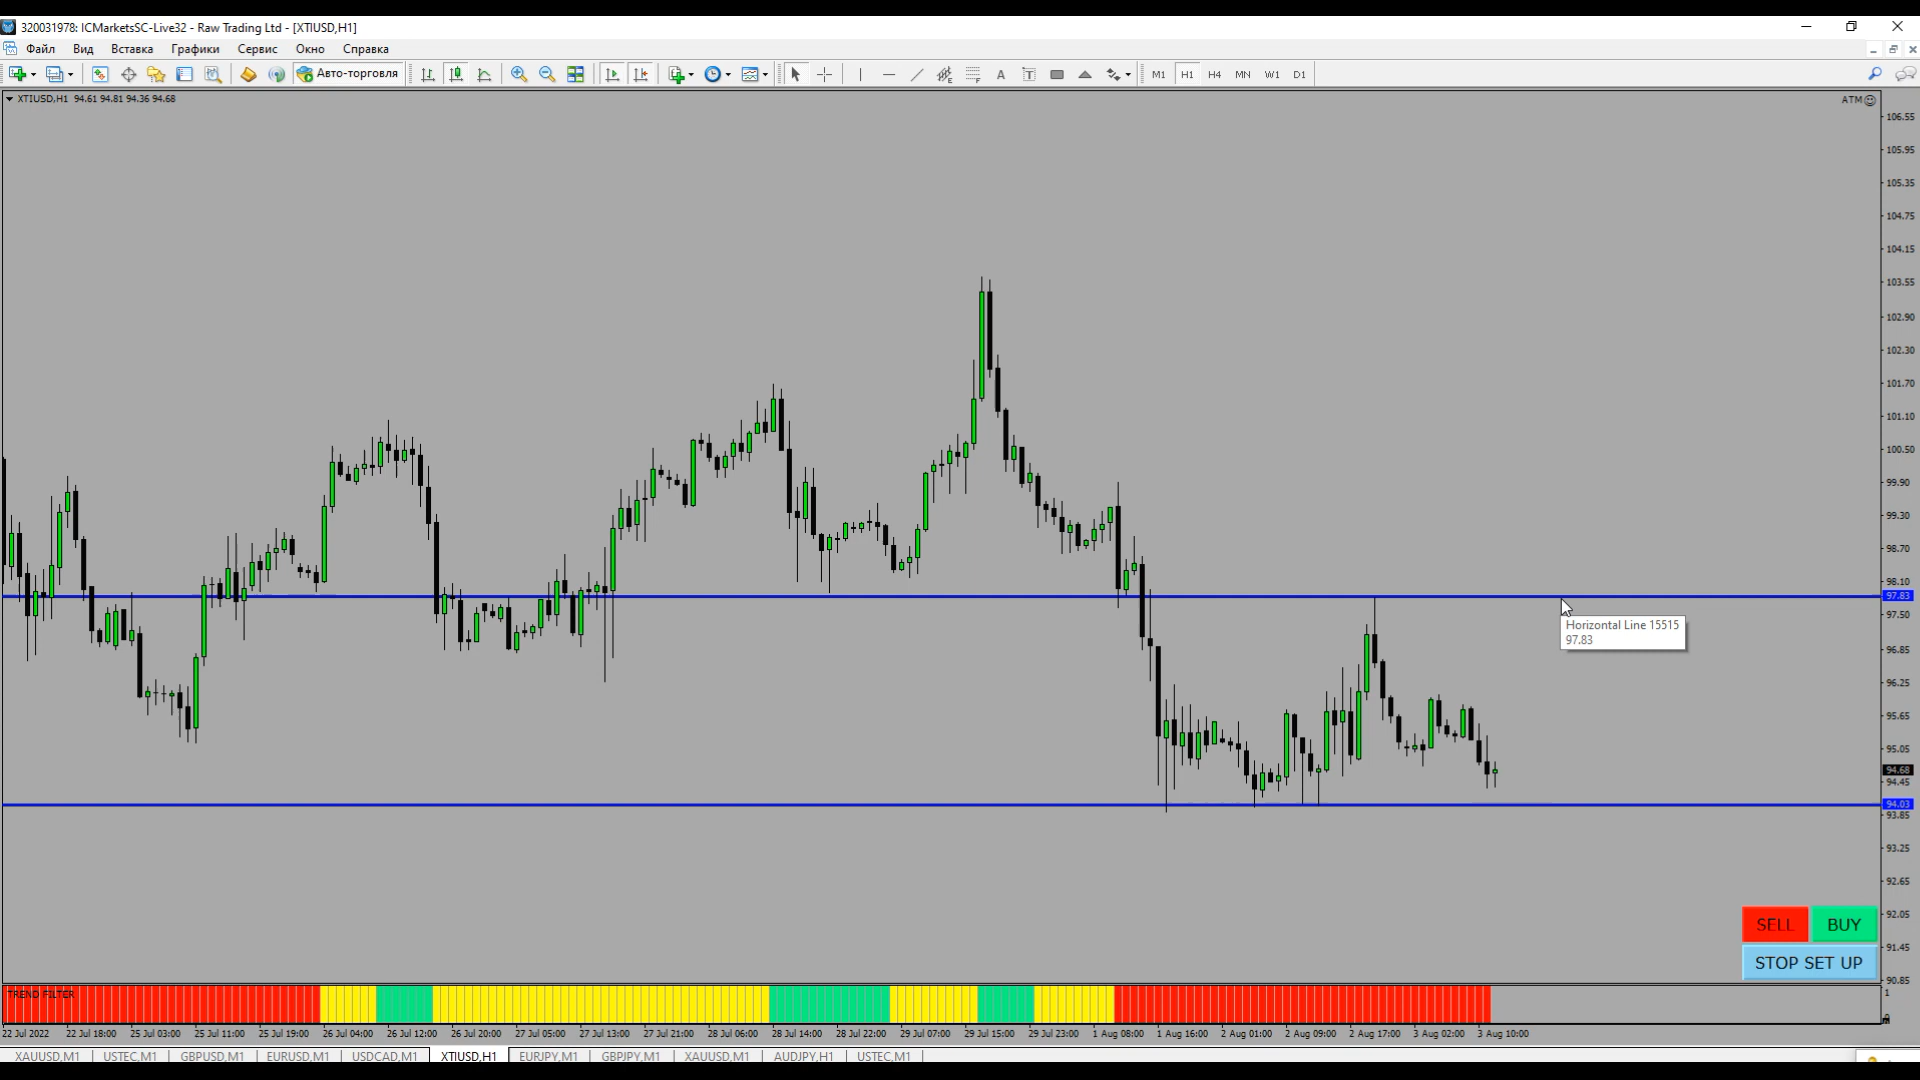 320031978: ICMarketsSC-Live32 - Raw Trading Ltd - [XTIUSD,H1]
Файл Вид Вставка Графики Сервис Окно Справка
Авто-торговля A T M1 H1 H4 MN W1 D1
XTIUSD,H1 94.61 94.81 94.36 94.68
ATM
106.55
105.95
105.35
104.75
104.15
103.55
102.90
102.30
101.70
101.10
100.50
99.90
99.30
98.70
98.10
97.83
97.50
Horizontal Line 15515
97.83
96.85
96.25
95.65
95.05
94.68
94.45
94.03
93.85
93.25
92.65
92.05
91.45
90.85
SELL BUY
STOP SET UP
TREND FILTER
1
22 Jul 2022 22 Jul 18:00 25 Jul 03:00 25 Jul 11:00 25 Jul 19:00 26 Jul 04:00 26 Jul 12:00 26 Jul 20:00 27 Jul 05:00 27 Jul 13:00 27 Jul 21:00 28 Jul 06:00 28 Jul 14:00 28 Jul 22:00 29 Jul 07:00 29 Jul 15:00 29 Jul 23:00 1 Aug 08:00 1 Aug 16:00 2 Aug 01:00 2 Aug 09:00 2 Aug 17:00 3 Aug 02:00 3 Aug 10:00
XAUUSD,M1 USTEC,M1 GBPUSD,M1 EURUSD,M1 USDCAD,M1 XTIUSD,H1 EURJPY,M1 GBPJPY,M1 XAUUSD,M1 AUDJPY,H1 USTEC,M1